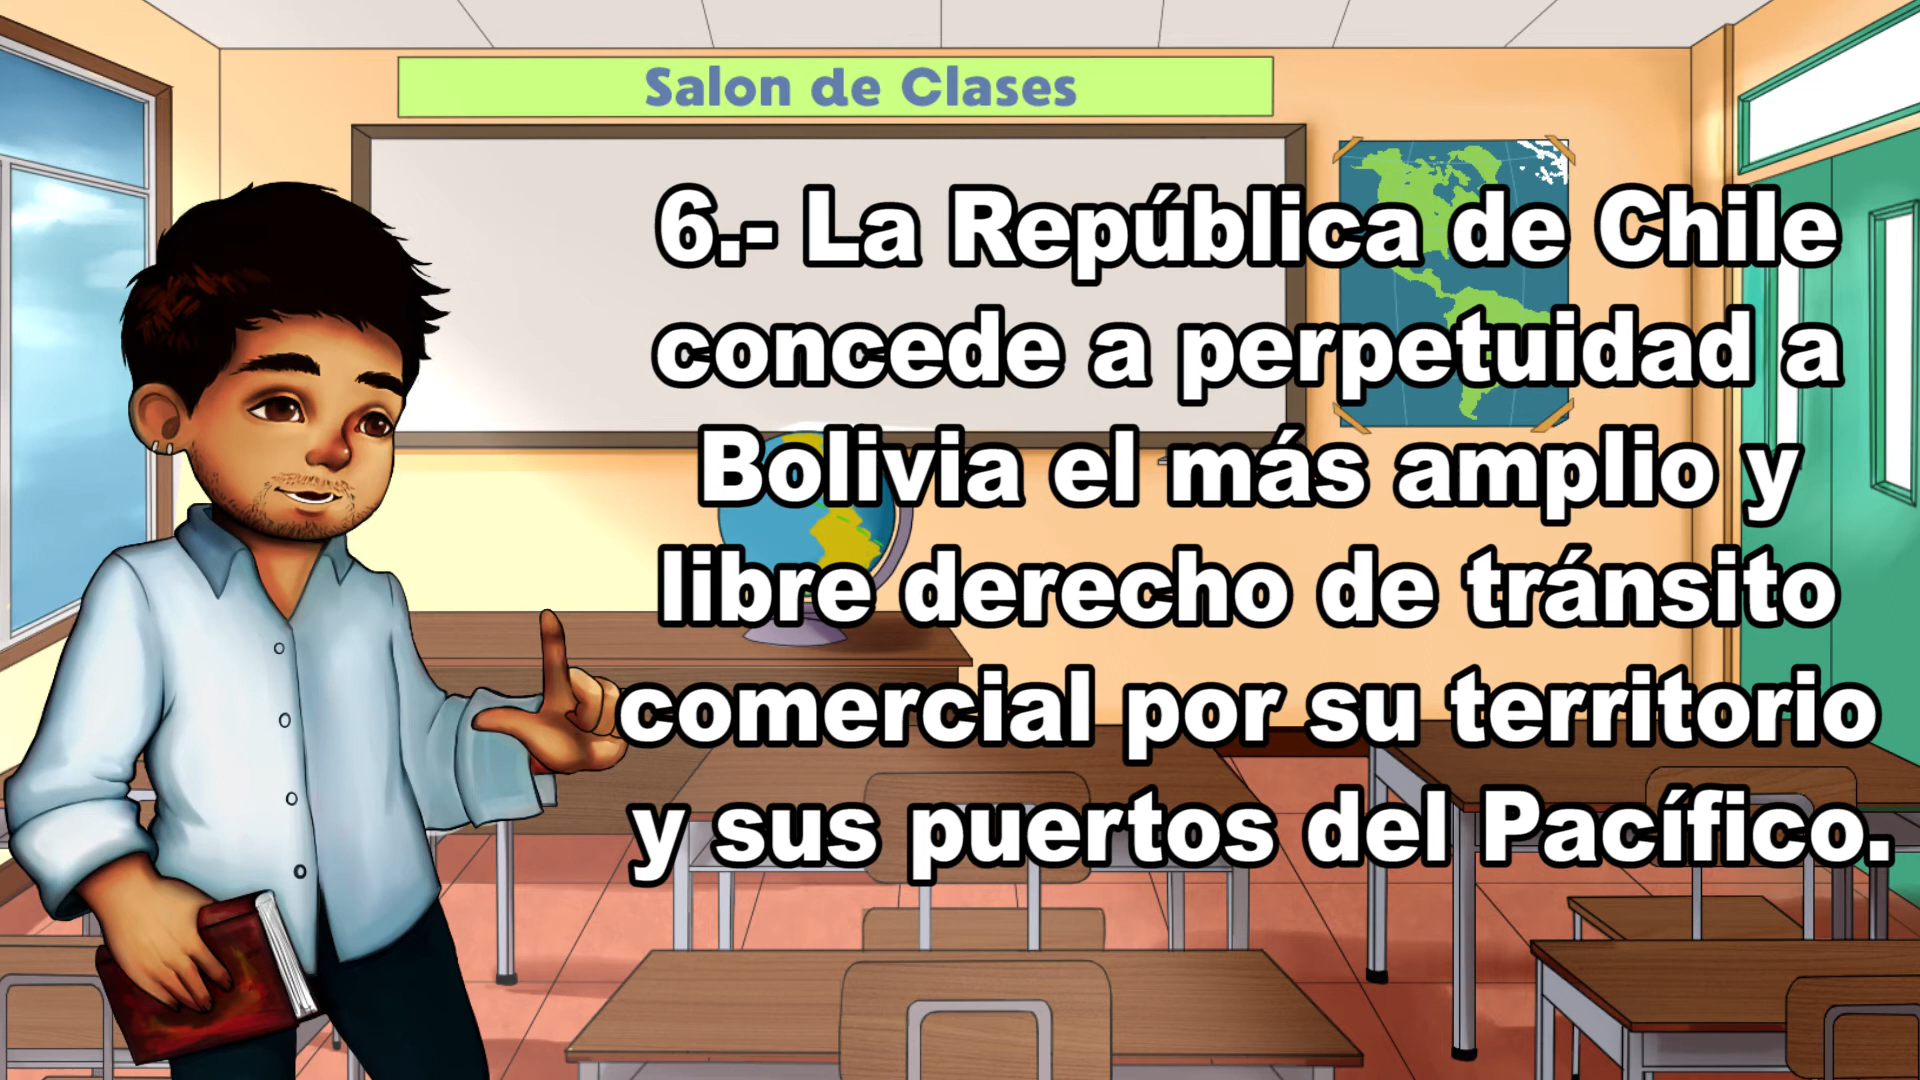 Salon de Clases
6.- La República de Chile
concede a perpetuidad a
Bolivia el más amplio y
libre derecho de tránsito
comercial por su territorio
y sus puertos del Pacífico.